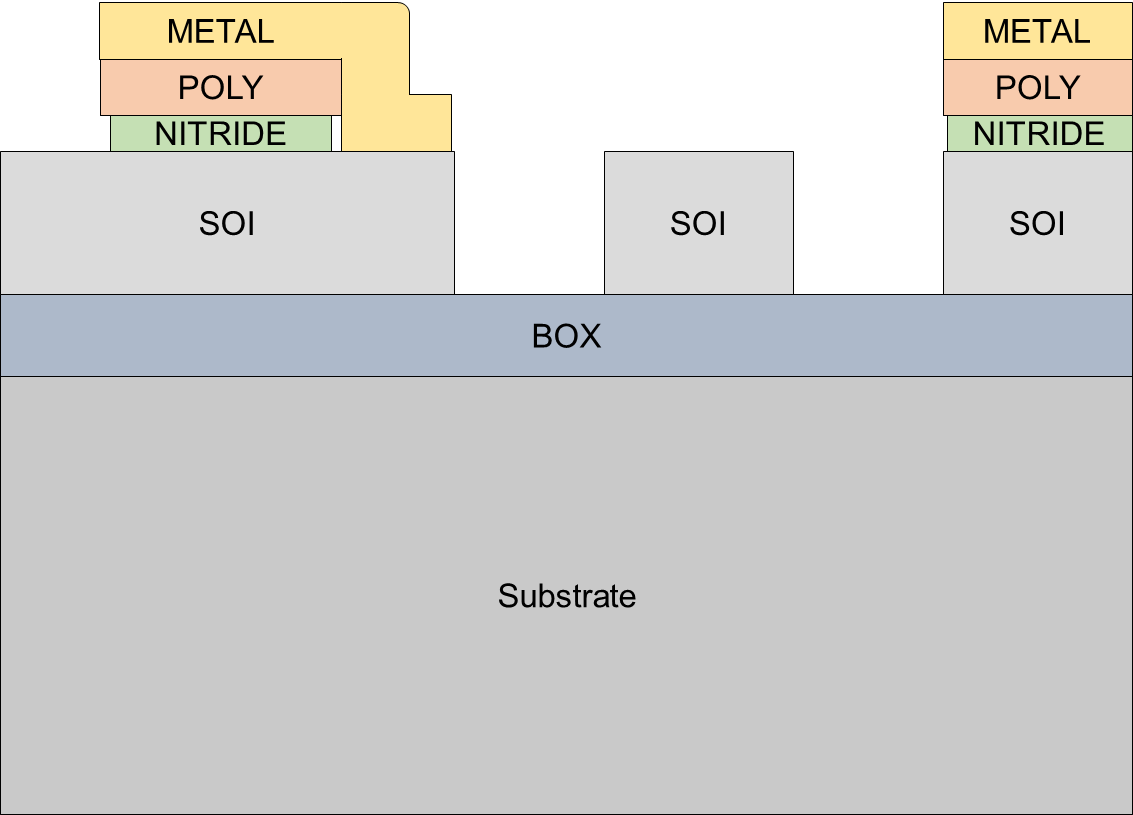 METAL
METAL
POLY
POLY
NITRIDE
NITRIDE
SOI
SOI
SOI
BOX
Substrate